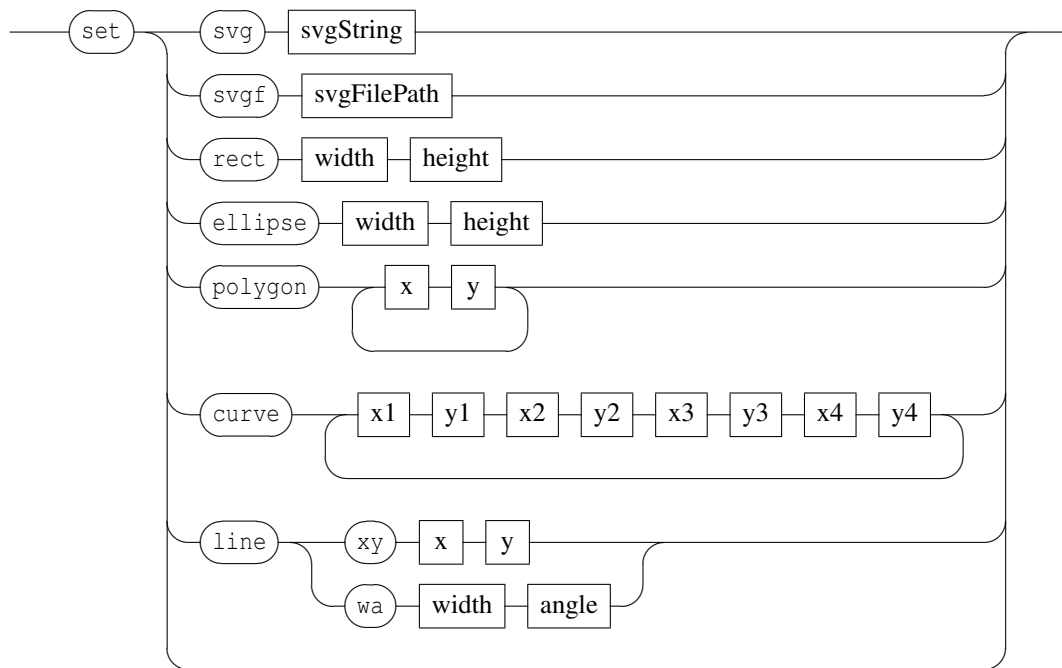 set svg svgString
svgf svgFilePath
rect width height
ellipse width height
polygon x y
curve x1 y1 x2 y2 x3 y3 x4 y4
line xy x y
wa width angle